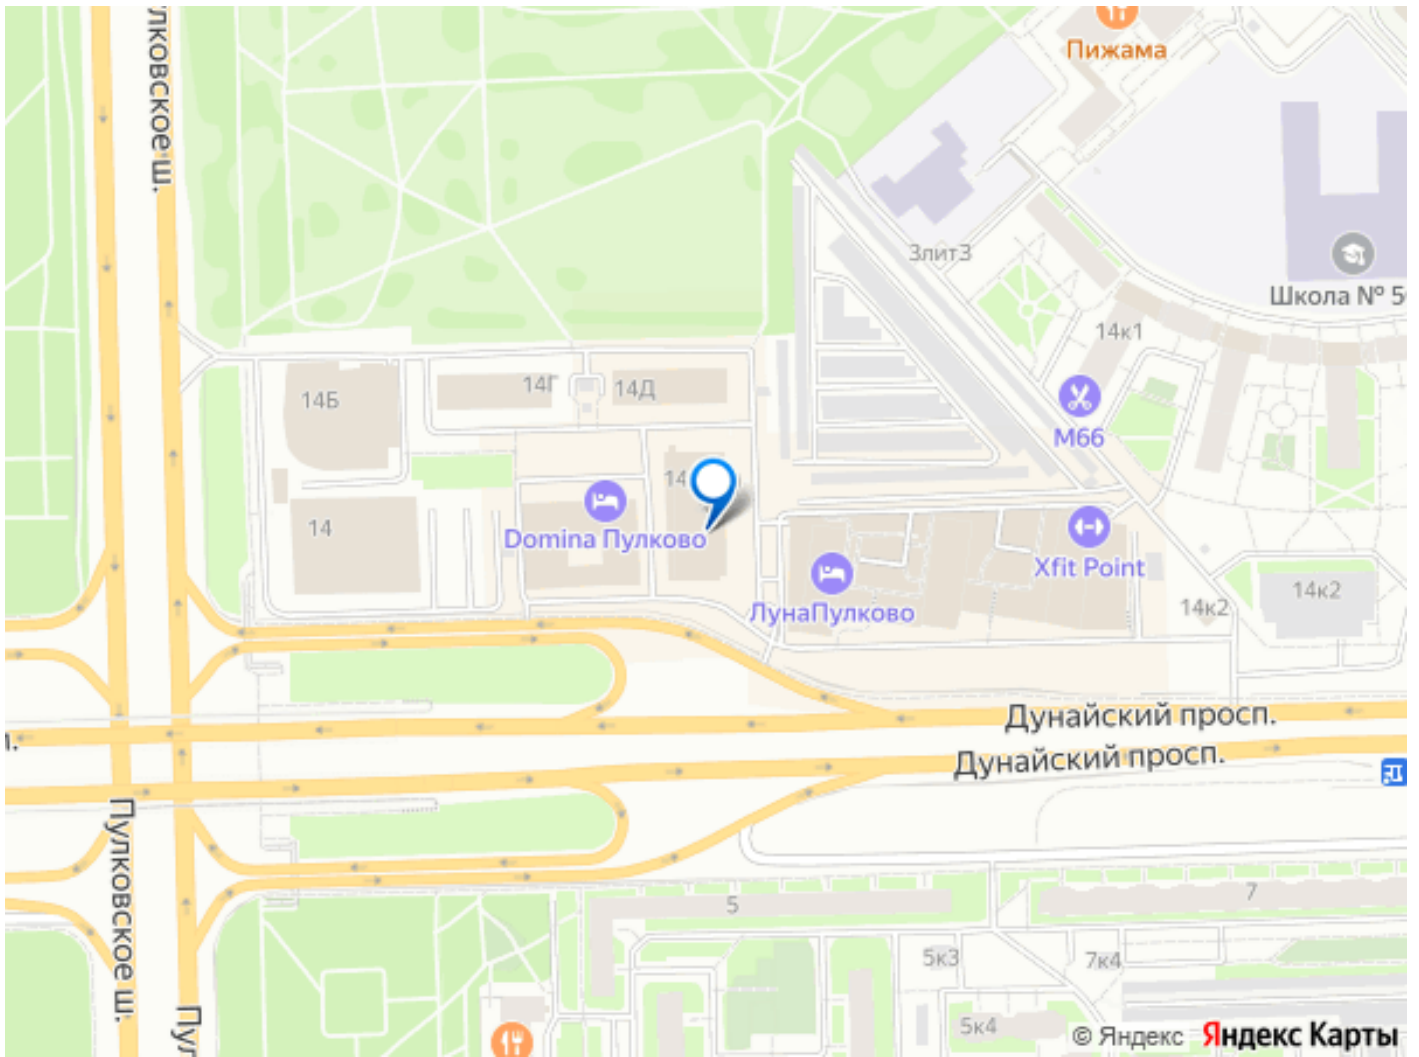 Пижама
лковское ш.
3лит3
Школа № 5
14к1
14Б
14Г
14Д
М66
14
14
Domina Пулково
Xfit Point
ЛунаПулково
14к2
14к2
Дунайский просп.
Дунайский просп.
Пулковское ш.
5
7
5к3
7к4
Пул
5к4
© Яндекс Яндекс Карты